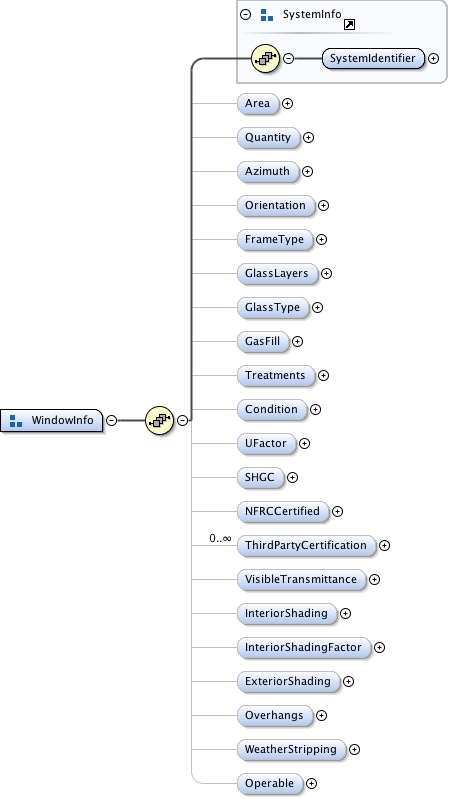 SystemInfo
SystemIdentifier
Area
Quantity
Azimuth
Orientation
FrameType
GlassLayers
GlassType
GasFill
Treatments
Condition
WindowInfo
UFactor
SHGC
NFRCCertified
0..∞
ThirdPartyCertification
VisibleTransmittance
InteriorShading
InteriorShadingFactor
ExteriorShading
Overhangs
WeatherStripping
Operable